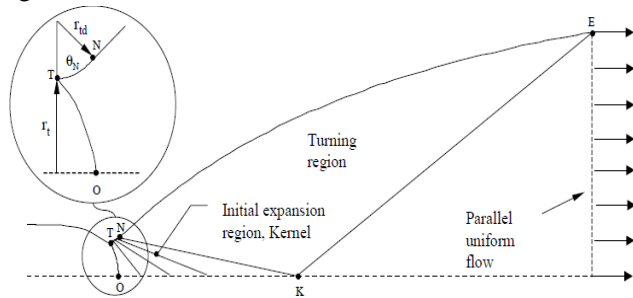 r_td
N
θ_N
T
r_t
O
E
Turning
region
Initial expansion
region, Kernel
Parallel
uniform
flow
T N
O
K